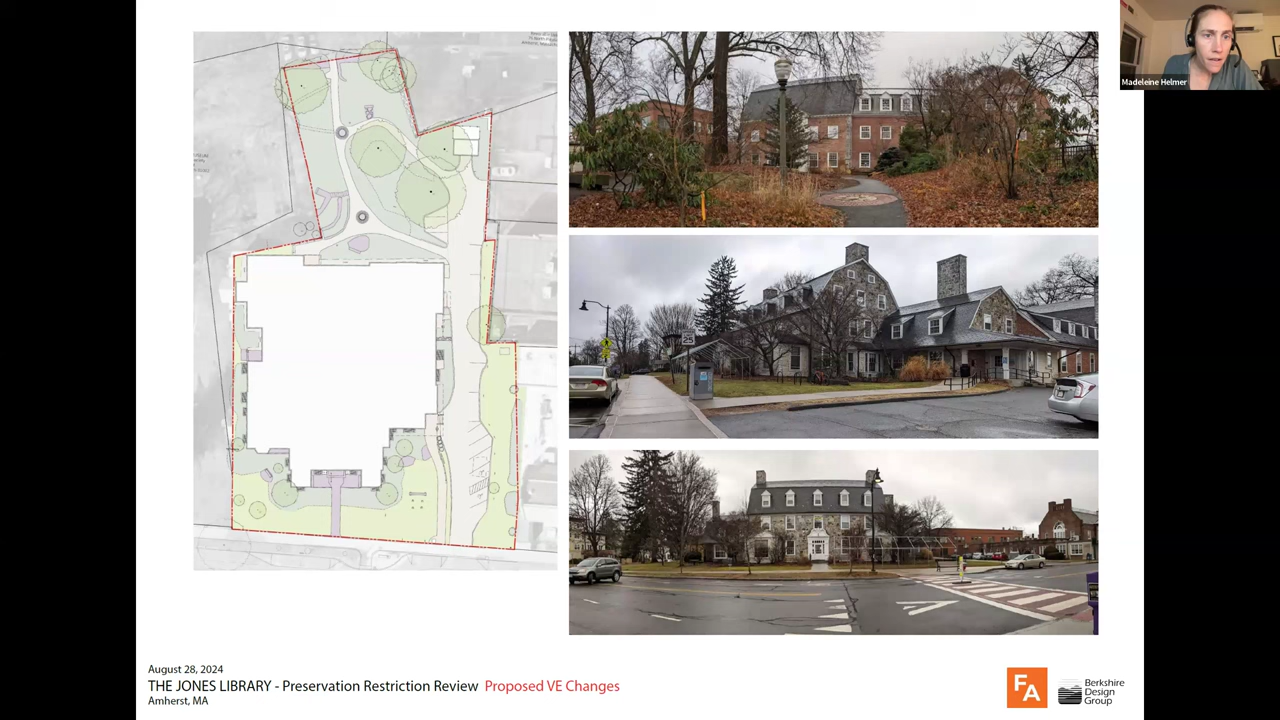 Madeleine Helmer
25
August 28, 2024
THE JONES LIBRARY - Preservation Restriction Review Proposed VE Changes
Amherst, MA
FA
Berkshire
Design
Group